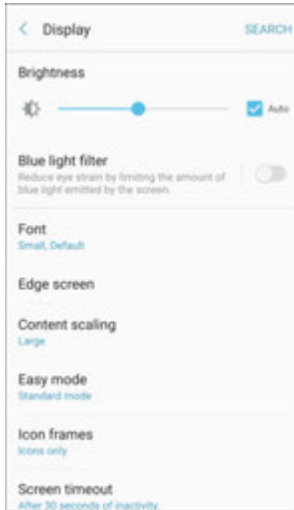 Display
SEARCH
Brightness
Auto
Blue light filter
Reduce eye strain by limiting the amount of
blue light emitted by the screen.
Font
Small, Default
Edge screen
Content scaling
Large
Easy mode
Standard mode
Icon frames
Icons only
Screen timeout
After 30 seconds of inactivity